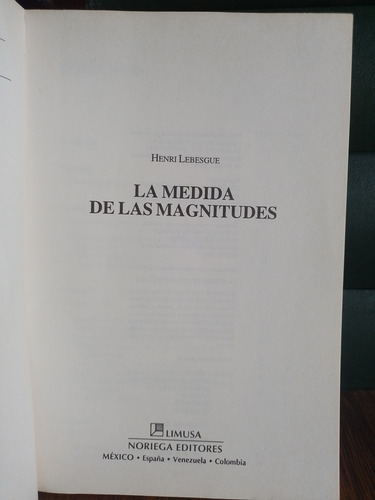 HENRI LEBESGUE
LA MEDIDA
DE LAS MAGNITUDES
LIMUSA
NORIEGA EDITORES
MÉXICO • España • Venezuela • Colombia